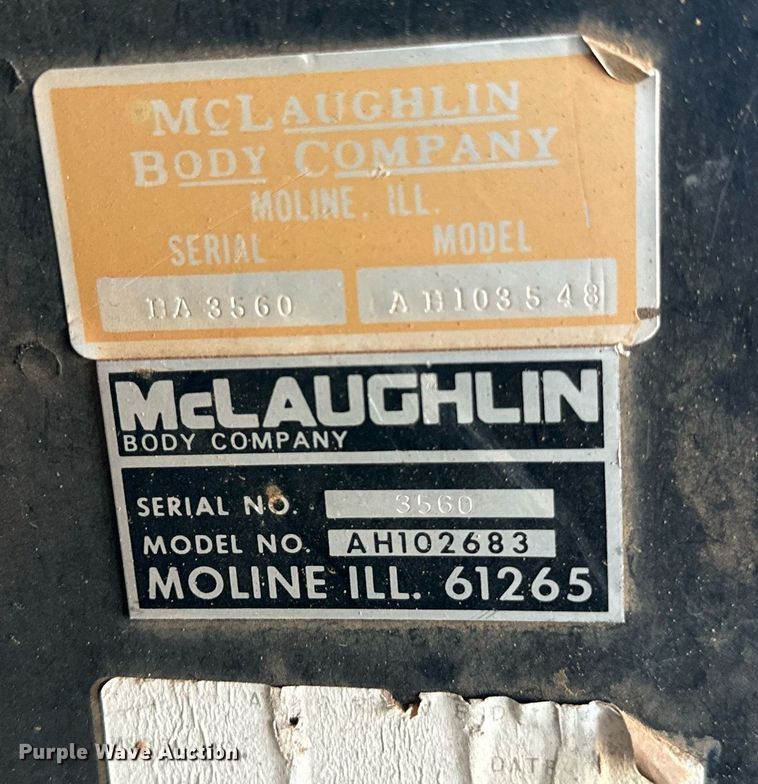 McLAUGHLIN
BODY COMPANY
MOLINE, ILL.
SERIAL MODEL
AH103548
McLAUGHLIN
BODY COMPANY
SERIAL NO. 3560
MODEL NO. AH102683
MOLINE ILL. 61265
DATE
Purple Wave Auction